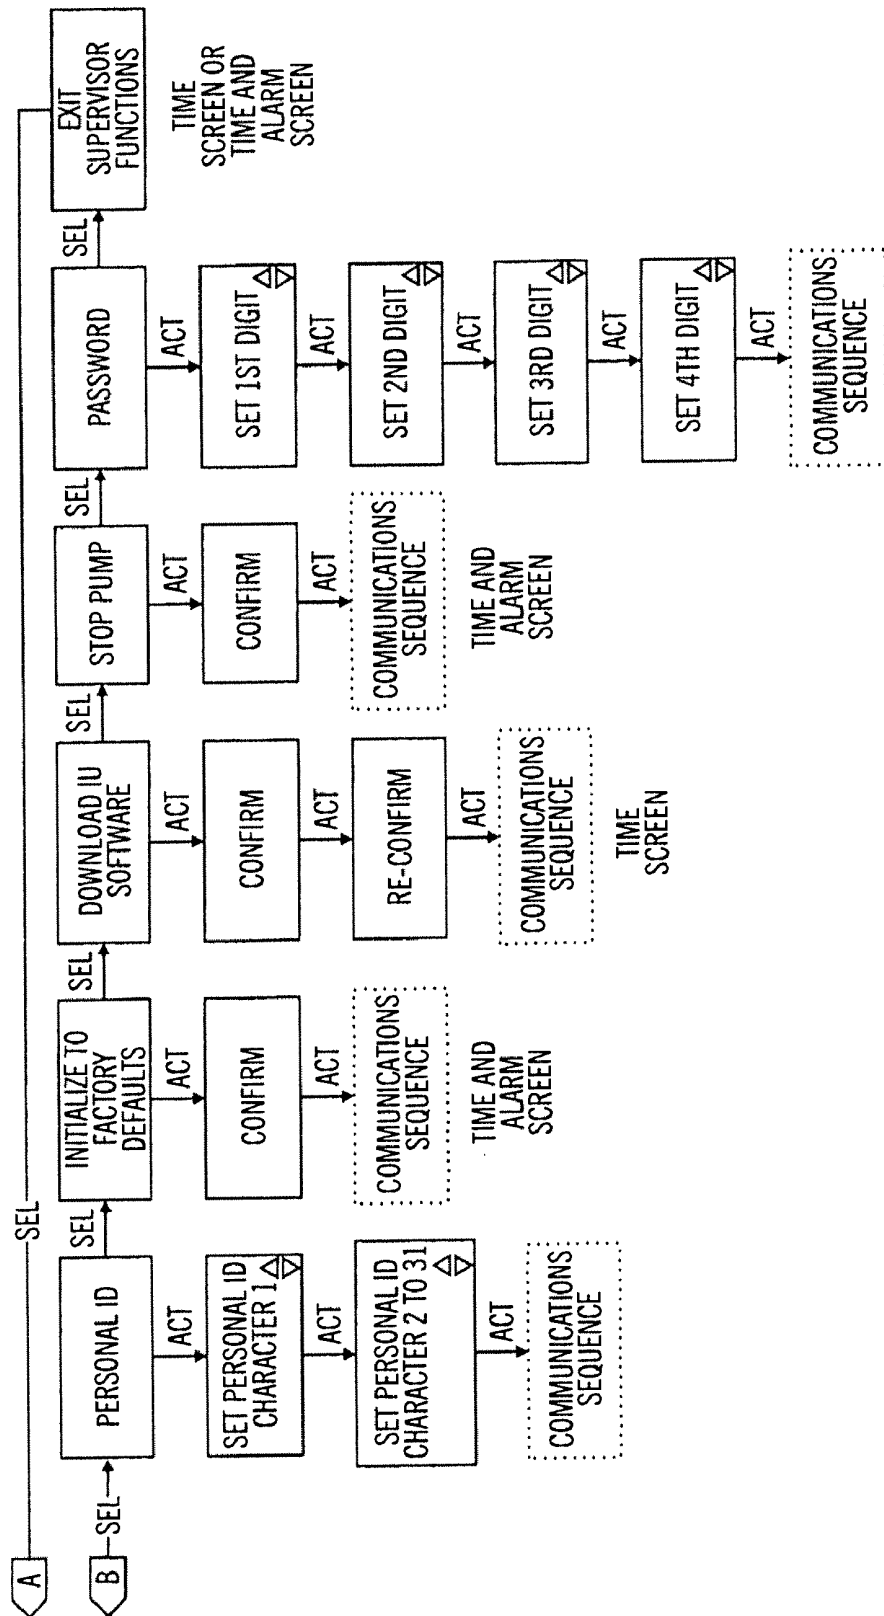 A
SEL
B
SEL
PERSONAL ID
ACT
SET PERSONAL ID
CHARACTER 1
ACT
SET PERSONAL ID
CHARACTER 2 TO 31
ACT
COMMUNICATIONS
SEQUENCE
SEL
INITIALIZE TO
FACTORY
DEFAULTS
ACT
CONFIRM
ACT
COMMUNICATIONS
SEQUENCE
TIME AND
ALARM
SCREEN
SEL
DOWNLOAD IU
SOFTWARE
ACT
CONFIRM
ACT
RE-CONFIRM
ACT
COMMUNICATIONS
SEQUENCE
TIME
SCREEN
SEL
STOP PUMP
ACT
CONFIRM
ACT
COMMUNICATIONS
SEQUENCE
TIME AND
ALARM
SCREEN
SEL
PASSWORD
ACT
SET 1ST DIGIT
ACT
SET 2ND DIGIT
ACT
SET 3RD DIGIT
ACT
SET 4TH DIGIT
ACT
COMMUNICATIONS
SEQUENCE
SEL
EXIT
SUPERVISOR
FUNCTIONS
TIME
SCREEN OR
TIME AND
ALARM
SCREEN